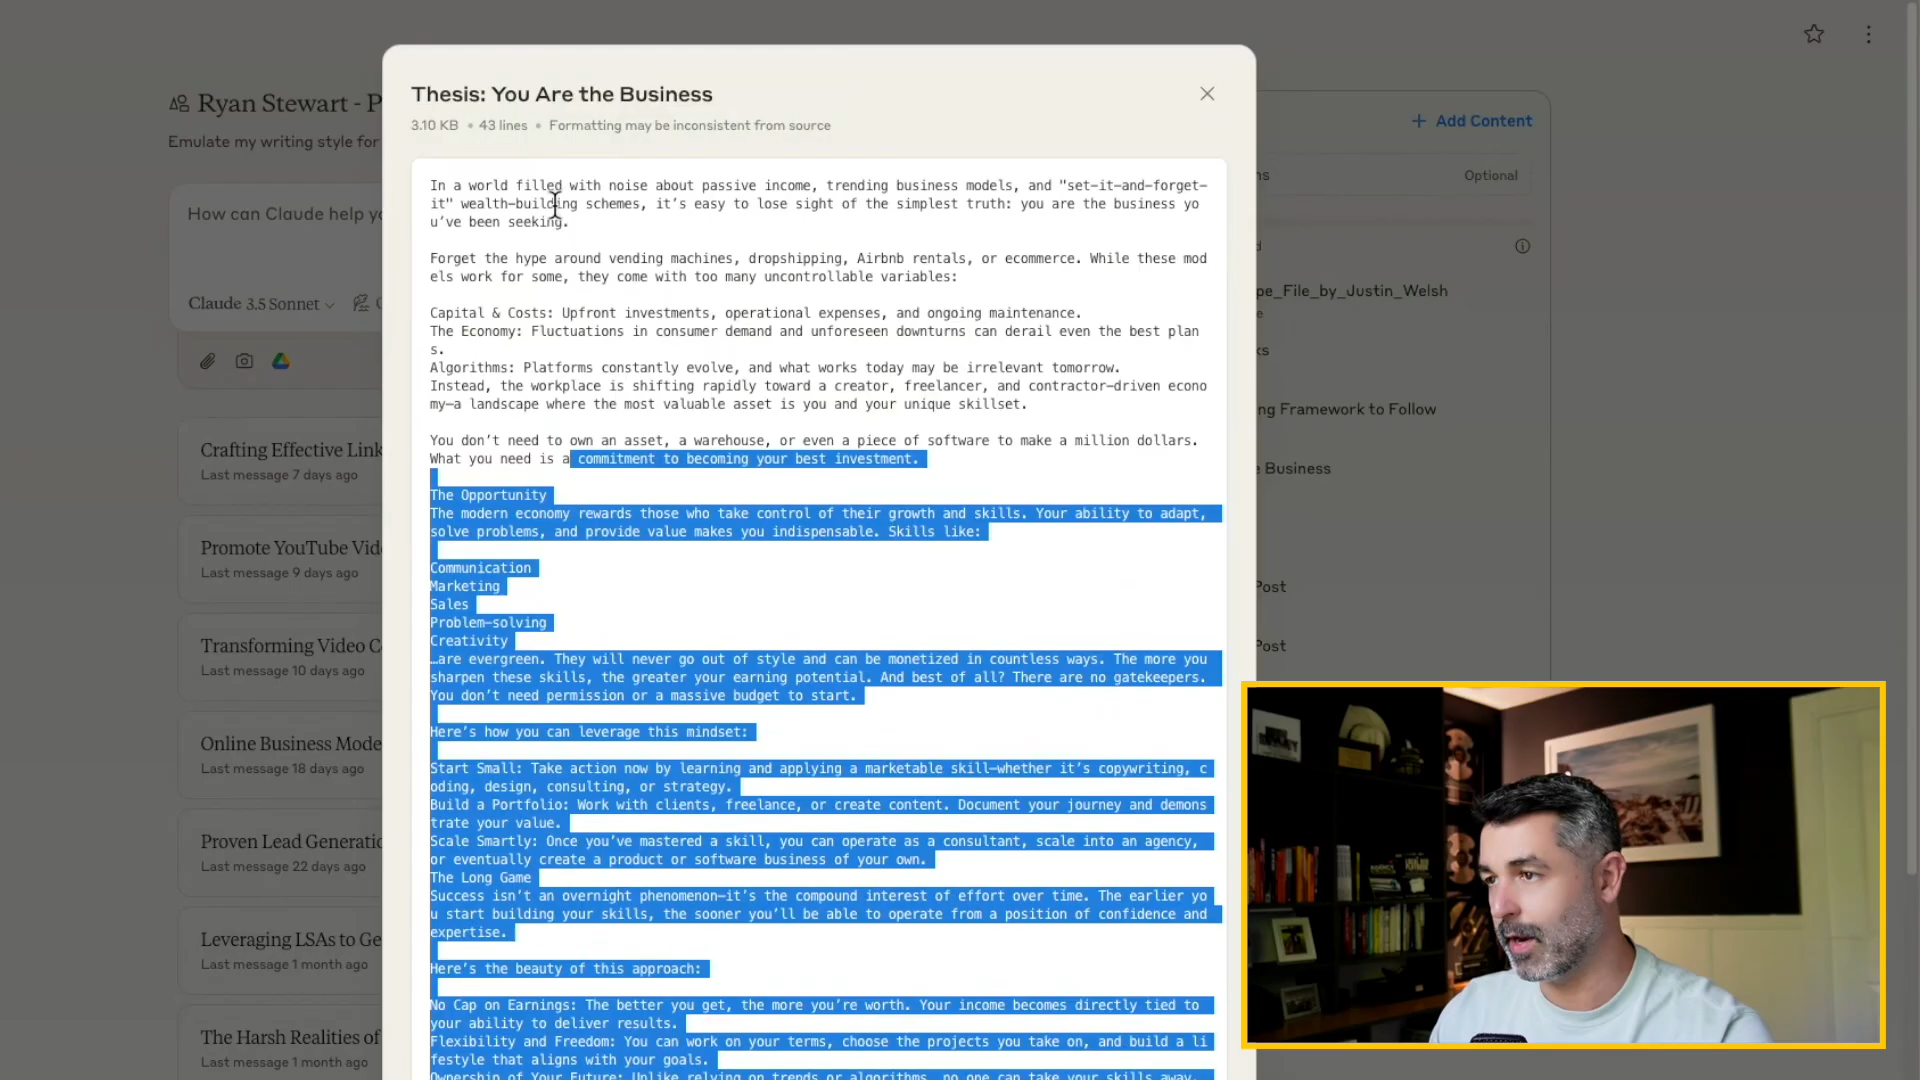 Ryan Stewart - P
Emulate my writing style for
How can Claude help yo
Claude 3.5 Sonnet
Crafting Effective Link
Last message 7 days ago
Promote YouTube Vid
Last message 9 days ago
Transforming Video C
Last message 10 days ago
Online Business Mode
Last message 18 days ago
Proven Lead Generatio
Last message 22 days ago
Leveraging LSAs to Ge
Last message 1 month ago
The Harsh Realities of
Last message 1 month ago
Thesis: You Are the Business
3.10 KB • 43 lines • Formatting may be inconsistent from source
In a world filled with noise about passive income, trending business models, and "set-it-and-forget-
it" wealth-building schemes, it's easy to lose sight of the simplest truth: you are the business yo
u've been seeking.
Forget the hype around vending machines, dropshipping, Airbnb rentals, or ecommerce. While these mod
els work for some, they come with too many uncontrollable variables:
Capital & Costs: Upfront investments, operational expenses, and ongoing maintenance.
The Economy: Fluctuations in consumer demand and unforeseen downturns can derail even the best plan
s.
Algorithms: Platforms constantly evolve, and what works today may be irrelevant tomorrow.
Instead, the workplace is shifting rapidly toward a creator, freelancer, and contractor-driven econo
my—a landscape where the most valuable asset is you and your unique skillset.
You don't need to own an asset, a warehouse, or even a piece of software to make a million dollars.
What you need is a commitment to becoming your best investment.
The Opportunity
The modern economy rewards those who take control of their growth and skills. Your ability to adapt,
solve problems, and provide value makes you indispensable. Skills like:
Communication
Marketing
Sales
Problem-solving
Creativity
…are evergreen. They will never go out of style and can be monetized in countless ways. The more you
sharpen these skills, the greater your earning potential. And best of all? There are no gatekeepers.
You don't need permission or a massive budget to start.
Here's how you can leverage this mindset:
Start Small: Take action now by learning and applying a marketable skill—whether it's copywriting, c
oding, design, consulting, or strategy.
Build a Portfolio: Work with clients, freelance, or create content. Document your journey and demons
trate your value.
Scale Smartly: Once you've mastered a skill, you can operate as a consultant, scale into an agency,
or eventually create a product or software business of your own.
The Long Game
Success isn't an overnight phenomenon—it's the compound interest of effort over time. The earlier yo
u start building your skills, the sooner you'll be able to operate from a position of confidence and
expertise.
Here's the beauty of this approach:
No Cap on Earnings: The better you get, the more you're worth. Your income becomes directly tied to
your ability to deliver results.
Flexibility and Freedom: You can work on your terms, choose the projects you take on, and build a li
festyle that aligns with your goals.
Ownership of Your Future: Unlike relying on trends or algorithms, no one can take your skills away.
+ Add Content
ns
Optional
d
pe_File_by_Justin_Welsh
e
ks
ng Framework to Follow
e Business
Post
Post